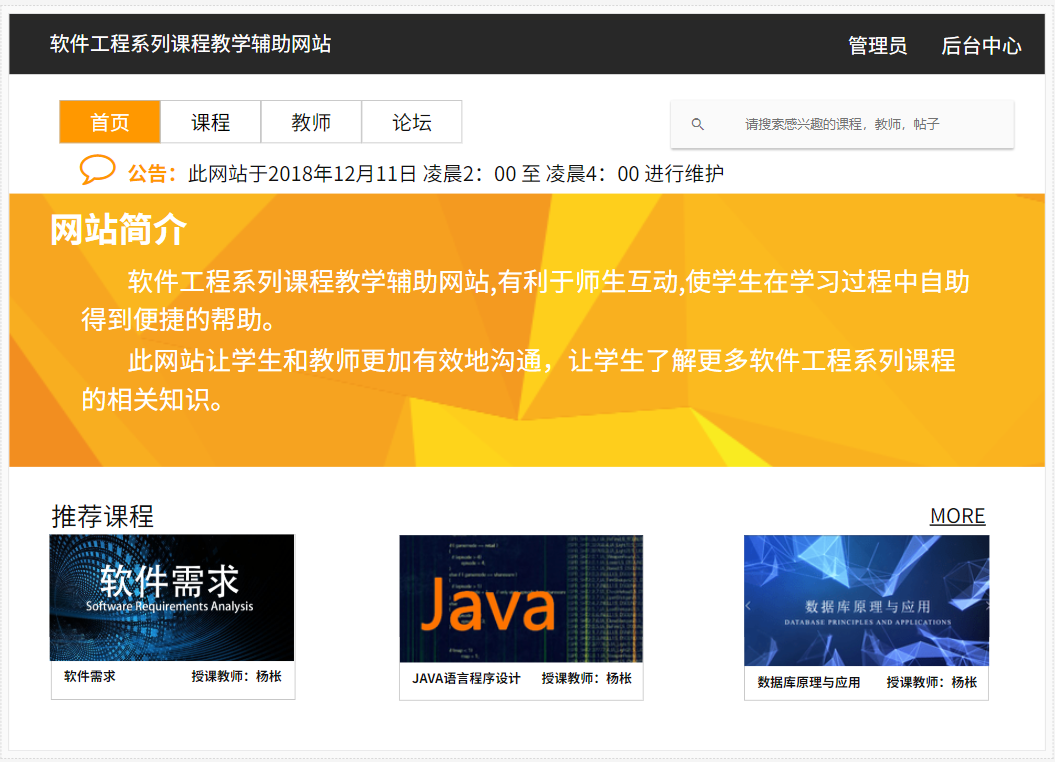 软件工程系列课程教学辅助网站
管理员 后台中心
首页 课程 教师 论坛
请搜索感兴趣的课程，教师，帖子
公告：此网站于2018年12月11日 凌晨2：00 至 凌晨4：00 进行维护
网站简介
软件工程系列课程教学辅助网站,有利于师生互动,使学生在学习过程中自助
得到便捷的帮助。
此网站让学生和教师更加有效地沟通，让学生了解更多软件工程系列课程
的相关知识。
推荐课程
MORE
软件需求
Software Requirements Analysis
软件需求 授课教师：杨枨
Java
JAVA语言程序设计 授课教师：杨枨
数据库原理与应用
DATABASE PRINCIPLES AND APPLICATIONS
数据库原理与应用 授课教师：杨枨